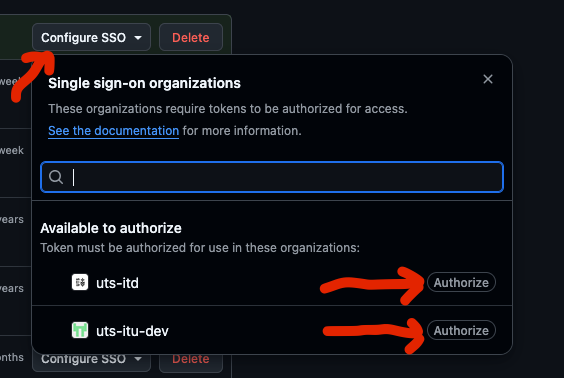 Configure SSO
Delete
week
Single sign-on organizations
These organizations require tokens to be authorized for access.
See the documentation for more information.
week
years
Available to authorize
Token must be authorized for use in these organizations:
uts-itd
Authorize
years
uts-itu-dev
Authorize
onths
Configure SSO
Delete